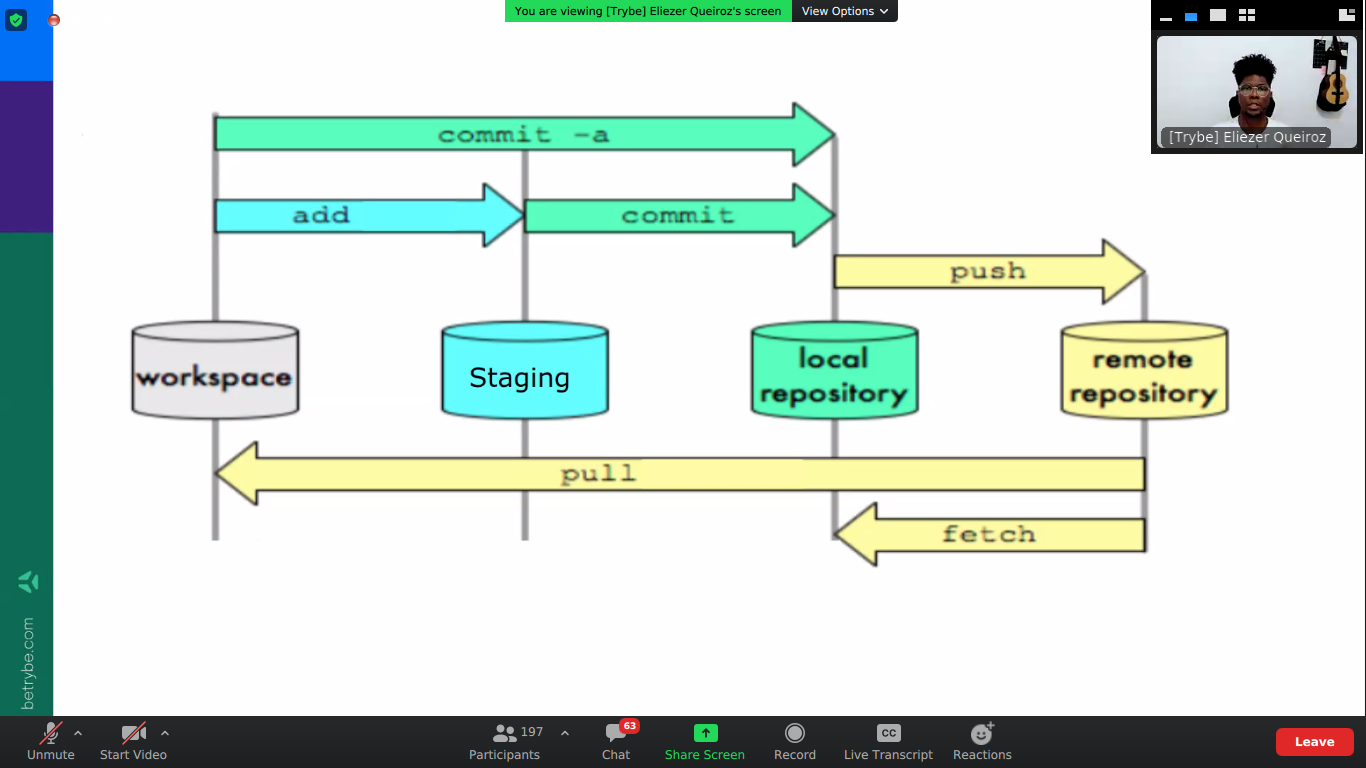 You are viewing [Trybe] Eliezer Queiroz's screen
View Options
[Trybe] Eliezer Queiroz
commit -a
add
commit
push
workspace
Staging
local
repository
remote
repository
pull
fetch
betrybe.com
Unmute
Start Video
197
Participants
63
Chat
Share Screen
Record
CC
Live Transcript
Reactions
Leave